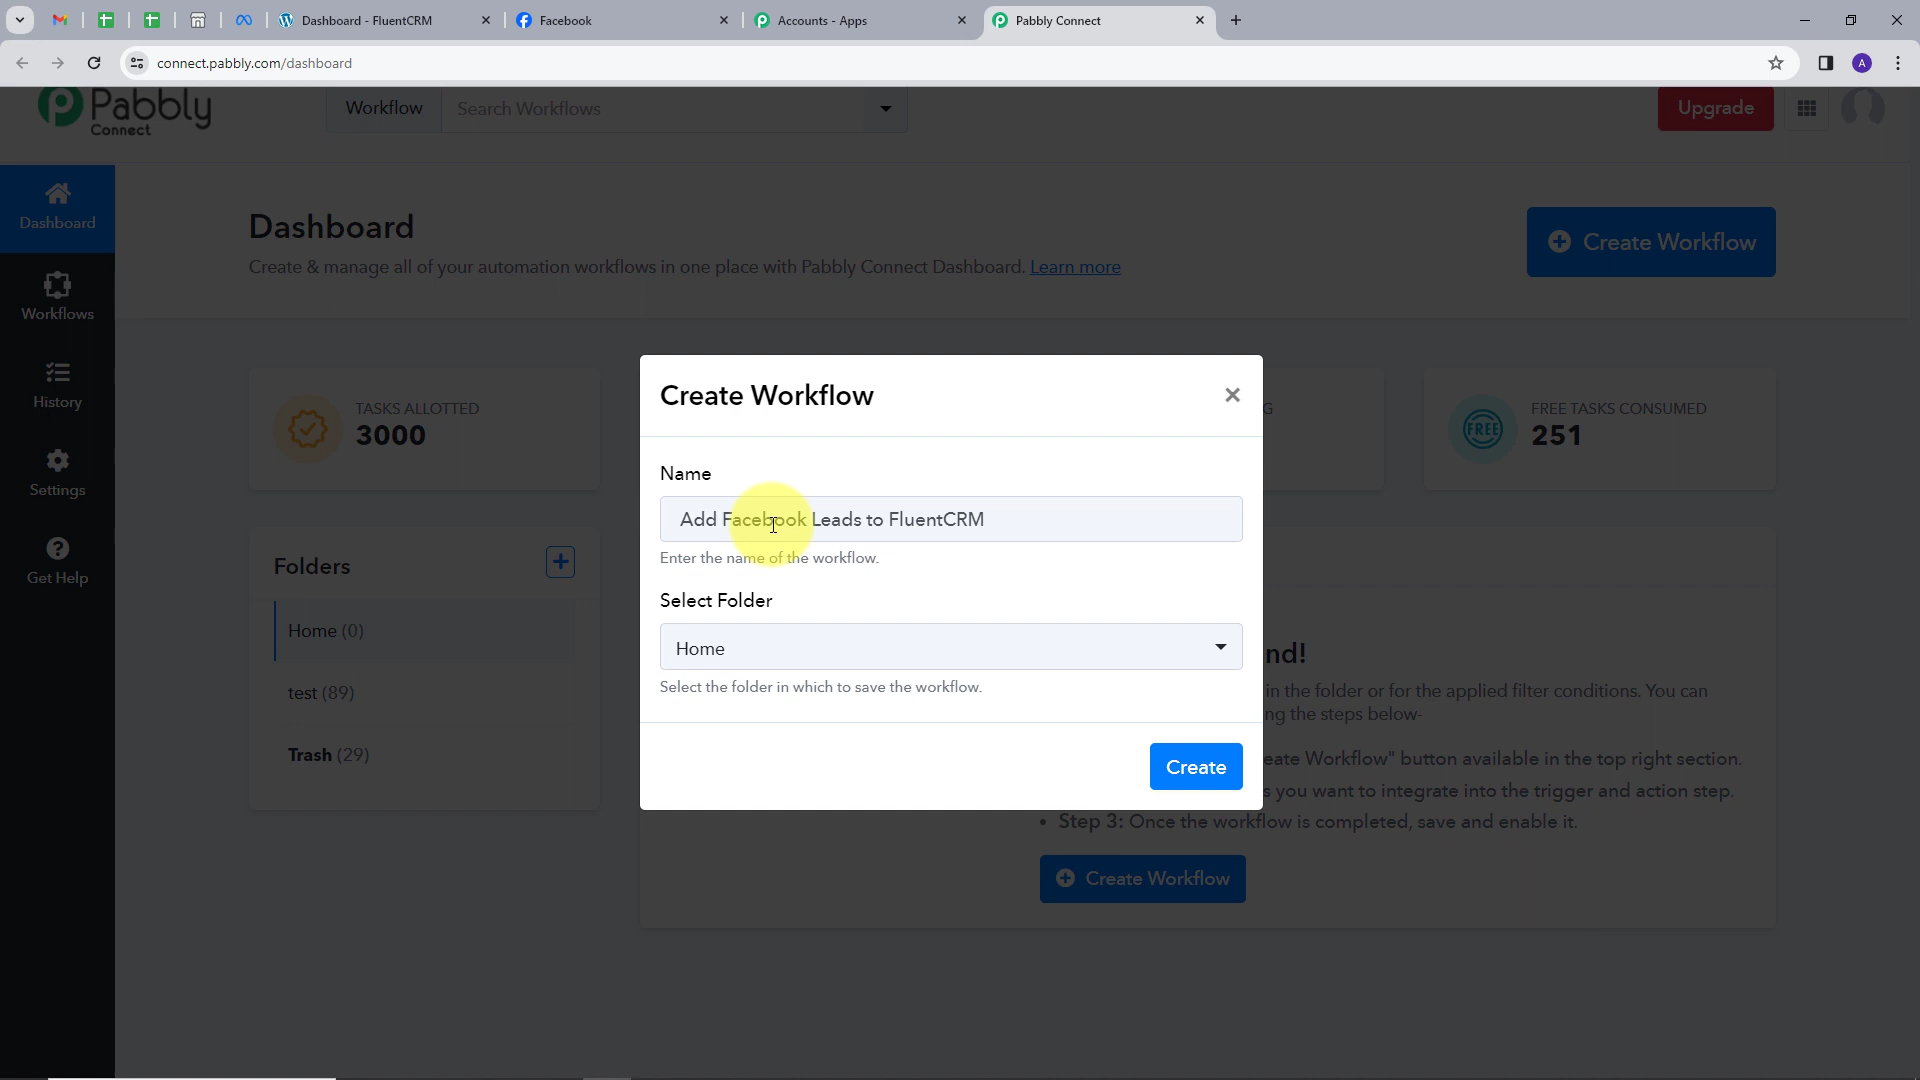 Dashboard - FluentCRM
Facebook
Accounts - Apps
Pabbly Connect
connect.pabbly.com/dashboard
Pabbly
Connect
Workflow
Search Workflows
Upgrade
A
Dashboard
Workflows
History
Settings
Get Help
Dashboard
Create & manage all of your automation workflows in one place with Pabbly Connect Dashboard. Learn more
Create Workflow
TASKS ALLOTTED
3000
G
FREE
FREE TASKS CONSUMED
251
Folders
Home (0)
test (89)
Trash (29)
Create Workflow
Name
Add Facebook Leads to FluentCRM
Enter the name of the workflow.
Select Folder
Home
Select the folder in which to save the workflow.
Create
nd!
in the folder or for the applied filter conditions. You can
ng the steps below-
eate Workflow" button available in the top right section.
s you want to integrate into the trigger and action step.
• Step 3: Once the workflow is completed, save and enable it.
Create Workflow